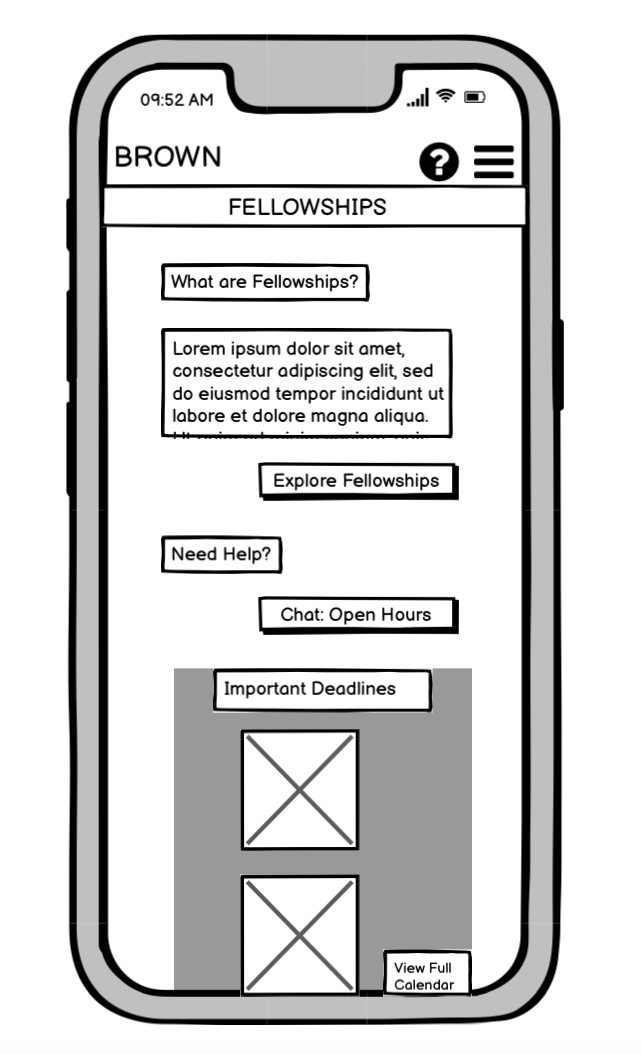 09:52 AM
BROWN
?
FELLOWSHIPS
What are Fellowships?
Lorem ipsum dolor sit amet,
consectetur adipiscing elit, sed
do eiusmod tempor incididunt ut
labore et dolore magna aliqua.
Explore Fellowships
Need Help?
Chat: Open Hours
Important Deadlines
View Full
Calendar